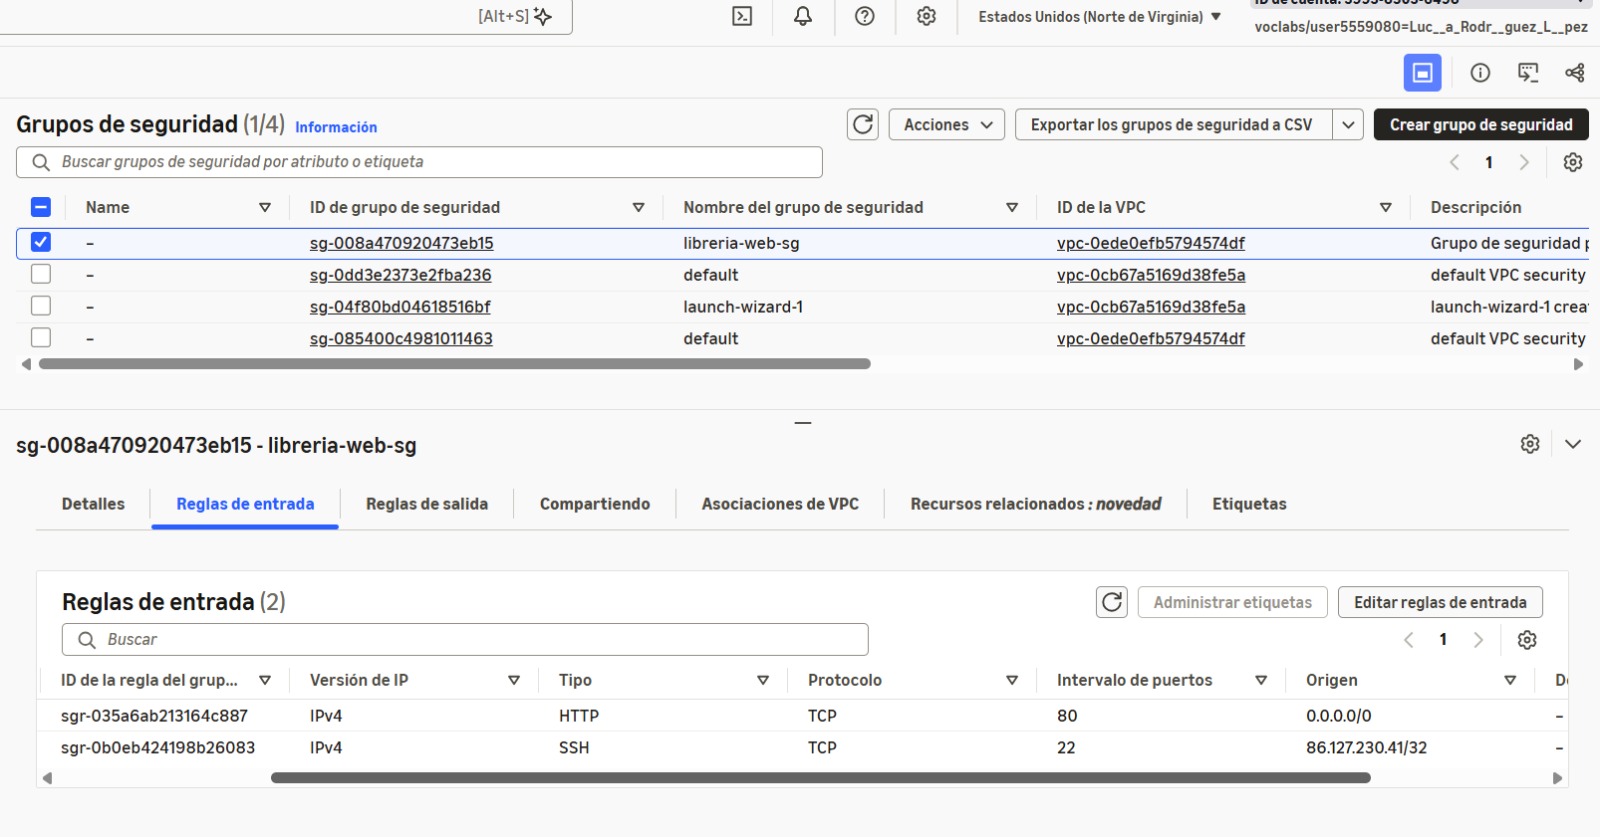 [Alt+S]
Estados Unidos (Norte de Virginia)
voclabs/user5559080=Luc__a_Rodr__guez_L__pez
Grupos de seguridad (1/4) Información
Acciones
Exportar los grupos de seguridad a CSV
Crear grupo de seguridad
Buscar grupos de seguridad por atributo o etiqueta
1
Name ID de grupo de seguridad Nombre del grupo de seguridad ID de la VPC Descripción
– sg-008a470920473eb15 libreria-web-sg vpc-0ede0efb5794574df Grupo de seguridad p
– sg-0dd3e2373e2fba236 default vpc-0cb67a5169d38fe5a default VPC security
– sg-04f80bd04618516bf launch-wizard-1 vpc-0cb67a5169d38fe5a launch-wizard-1 crea
– sg-085400c4981011463 default vpc-0ede0efb5794574df default VPC security
sg-008a470920473eb15 - libreria-web-sg
Detalles Reglas de entrada Reglas de salida Compartiendo Asociaciones de VPC Recursos relacionados : novedad Etiquetas
Reglas de entrada (2)
Administrar etiquetas
Editar reglas de entrada
Buscar
1
ID de la regla del grup... Versión de IP Tipo Protocolo Intervalo de puertos Origen
sgr-035a6ab213164c887 IPv4 HTTP TCP 80 0.0.0.0/0 –
sgr-0b0eb424198b26083 IPv4 SSH TCP 22 86.127.230.41/32 –